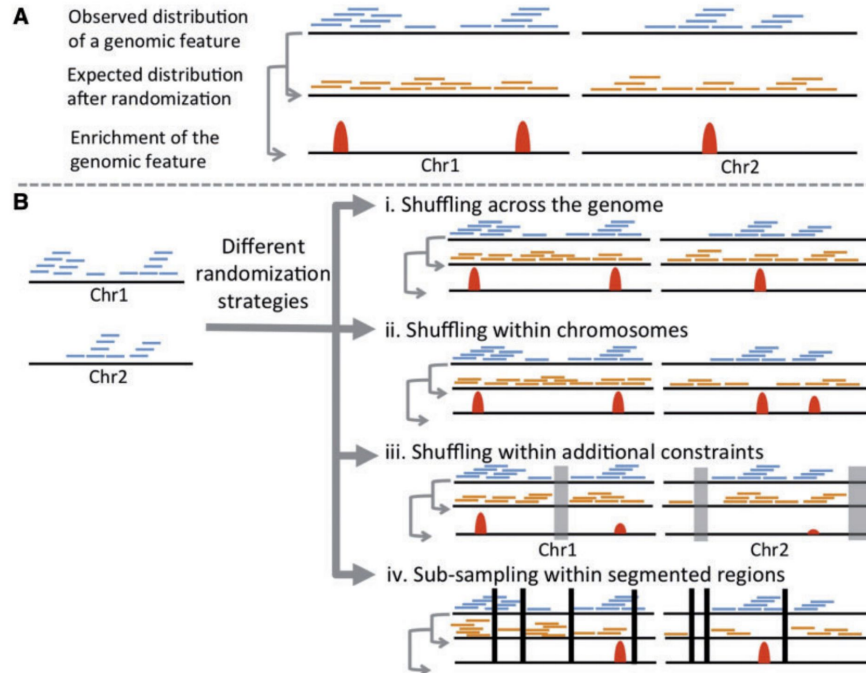 A
Observed distribution
of a genomic feature
Expected distribution
after randomization
Enrichment of the
genomic feature
Chr1
Chr2
B
Chr1
Chr2
Different
randomization
strategies
i. Shuffling across the genome
ii. Shuffling within chromosomes
iii. Shuffling within additional constraints
Chr1
Chr2
iv. Sub-sampling within segmented regions